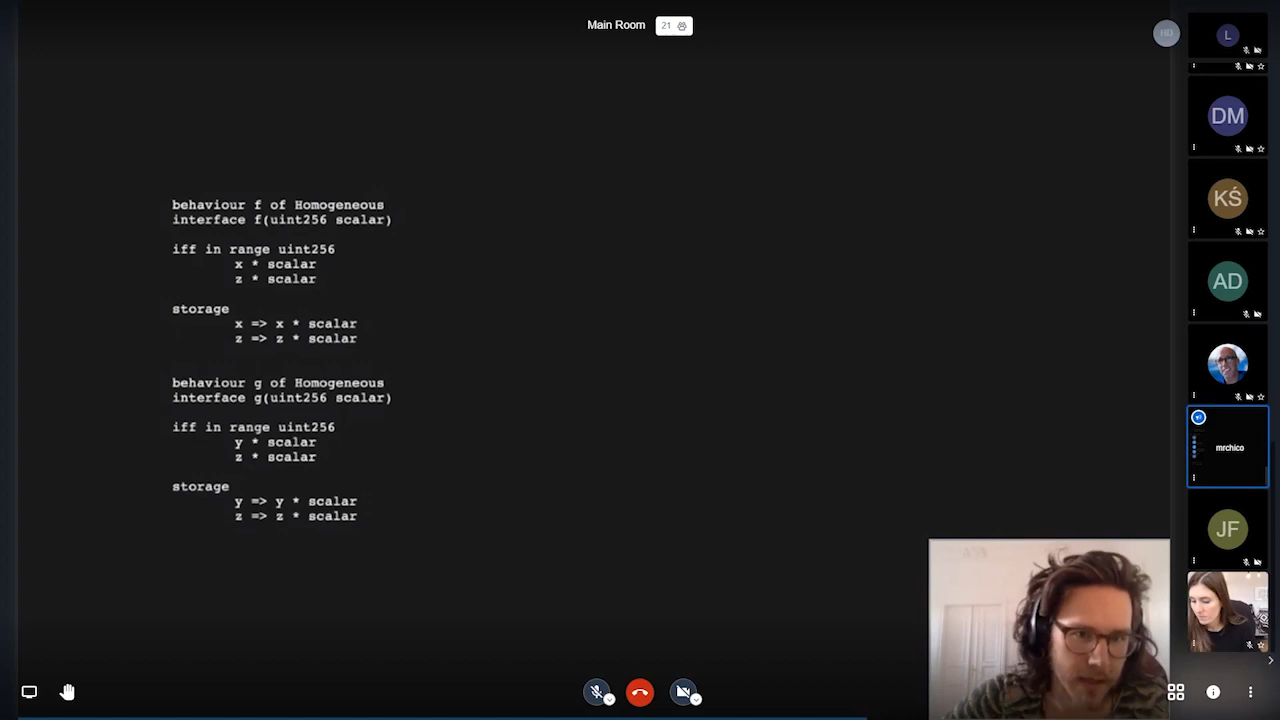 Main Room
21
HD
L
behaviour f of Homogeneous
interface f(uint256 scalar)
iff in range uint256
x * scalar
z * scalar
storage
x => x * scalar
z => z * scalar
behaviour g of Homogeneous
interface g(uint256 scalar)
iff in range uint256
y * scalar
z * scalar
storage
y => y * scalar
z => z * scalar
DM
KŚ
AD
mrchico
JF